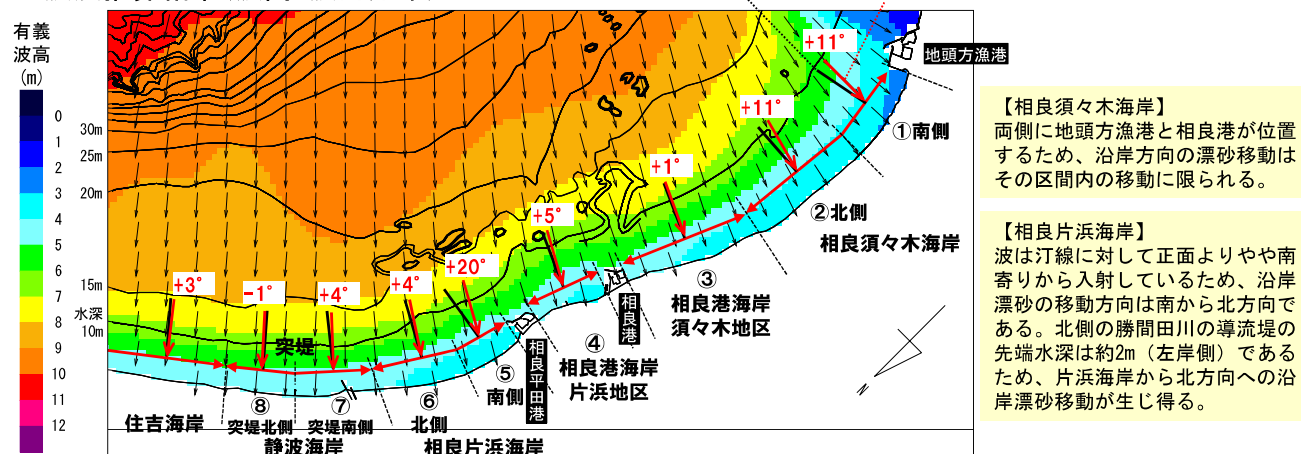 有義
波高
(m)
0
1
2
3
4
5
6
7
8
9
10
11
12
30m
25m
20m
15m
水深
10m
+3°
-1°
+4°
+4°
+20°
+5°
+1°
+11°
+11°
突堤
地頭方漁港
①南側
②北側
相良須々木海岸
③
相良港海岸
須々木地区
相良港
④
相良港海岸
片浜地区
相良平田港
⑤
南側
⑥
北側
相良片浜海岸
⑦
突堤南側
⑧
突堤北側
静波海岸
住吉海岸
N
【相良須々木海岸】
両側に地頭方漁港と相良港が位置
するため、沿岸方向の漂砂移動は
その区間内の移動に限られる。
【相良片浜海岸】
波は汀線に対して正面よりやや南
寄りから入射しているため、沿岸
漂砂の移動方向は南から北方向で
ある。北側の勝間田川の導流堤の
先端水深は約2m（左岸側）である
ため、片浜海岸から北方向への沿
岸漂砂移動が生じ得る。